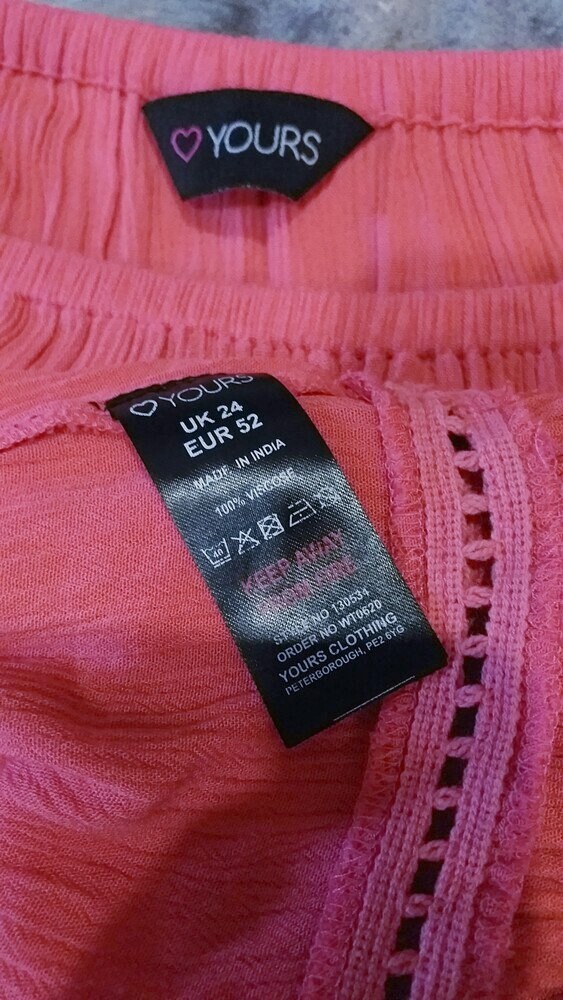 YOURS
YOURS
UK 24
EUR 52
MADE IN INDIA
100% VISCOSE
40
KEEP AWAY
FROM FIRE
STYLE NO 130534
ORDER NO WT0620
YOURS CLOTHING
PETERBOROUGH, PE2 6YG